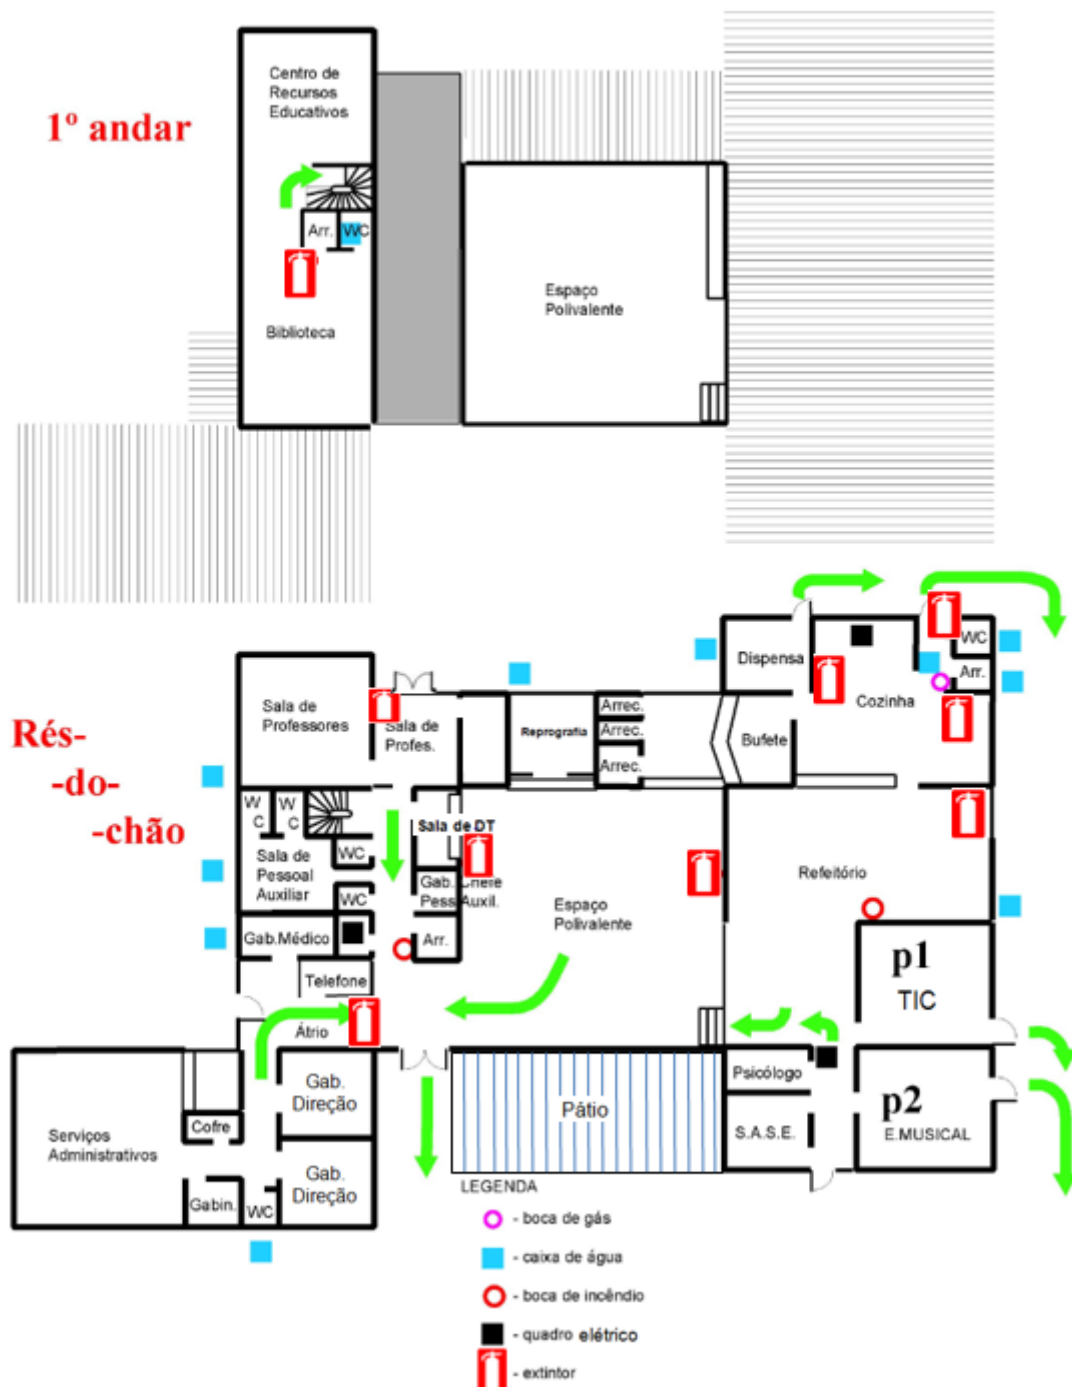 1º andar
Centro de
Recursos
Educativos
Arr.
WC
Biblioteca
Espaço
Polivalente
Rés-
-do-
-chão
Sala de
Professores
Sala de
Profes.
Reprografia
Arrec.
Arrec.
Arrec.
Bufete
Dispensa
Cozinha
WC
Arr.
W
C
W
C
Sala de
Pessoal
Auxiliar
WC
WC
Sala de DT
Gab. Chefe
Pess.Auxil.
Arr.
Gab.Médico
Telefone
Átrio
Espaço
Polivalente
Refeitório
p1
TIC
p2
E.MUSICAL
Psicólogo
S.A.S.E.
Pátio
Serviços
Administrativos
Cofre
Gabin.
WC
Gab.
Direção
Gab.
Direção
LEGENDA
- boca de gás
- caixa de água
- boca de incêndio
- quadro elétrico
- extintor